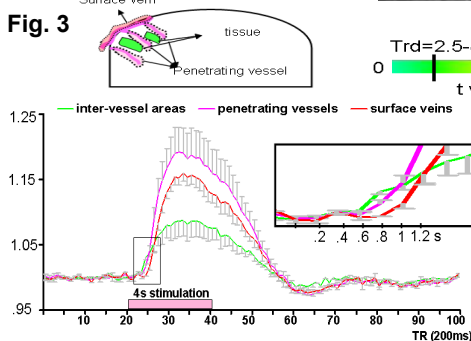 Surface vein
Fig. 3
tissue
Penetrating vessel
Trd=2.5-
0
t v
inter-vessel areas penetrating vessels surface veins
1.25
1.15
1.05
.95
4s stimulation
10 20 30 40 50 60 70 80 90 100
TR (200ms)
.2 .4 .6 .8 1 1.2 s